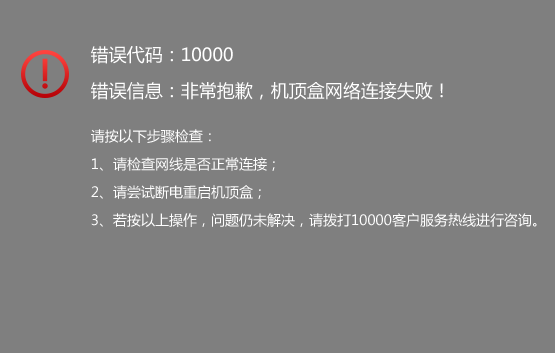 错误代码：10000
错误信息：非常抱歉，机顶盒网络连接失败！
请按以下步骤检查：
1、请检查网线是否正常连接；
2、请尝试断电重启机顶盒；
3、若按以上操作，问题仍未解决，请拨打10000客户服务热线进行咨询。